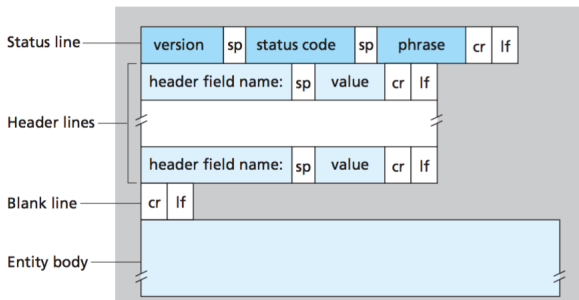 Status line version sp status code sp phrase cr lf
header field name: sp value cr lf
Header lines
header field name: sp value cr lf
Blank line cr lf
Entity body